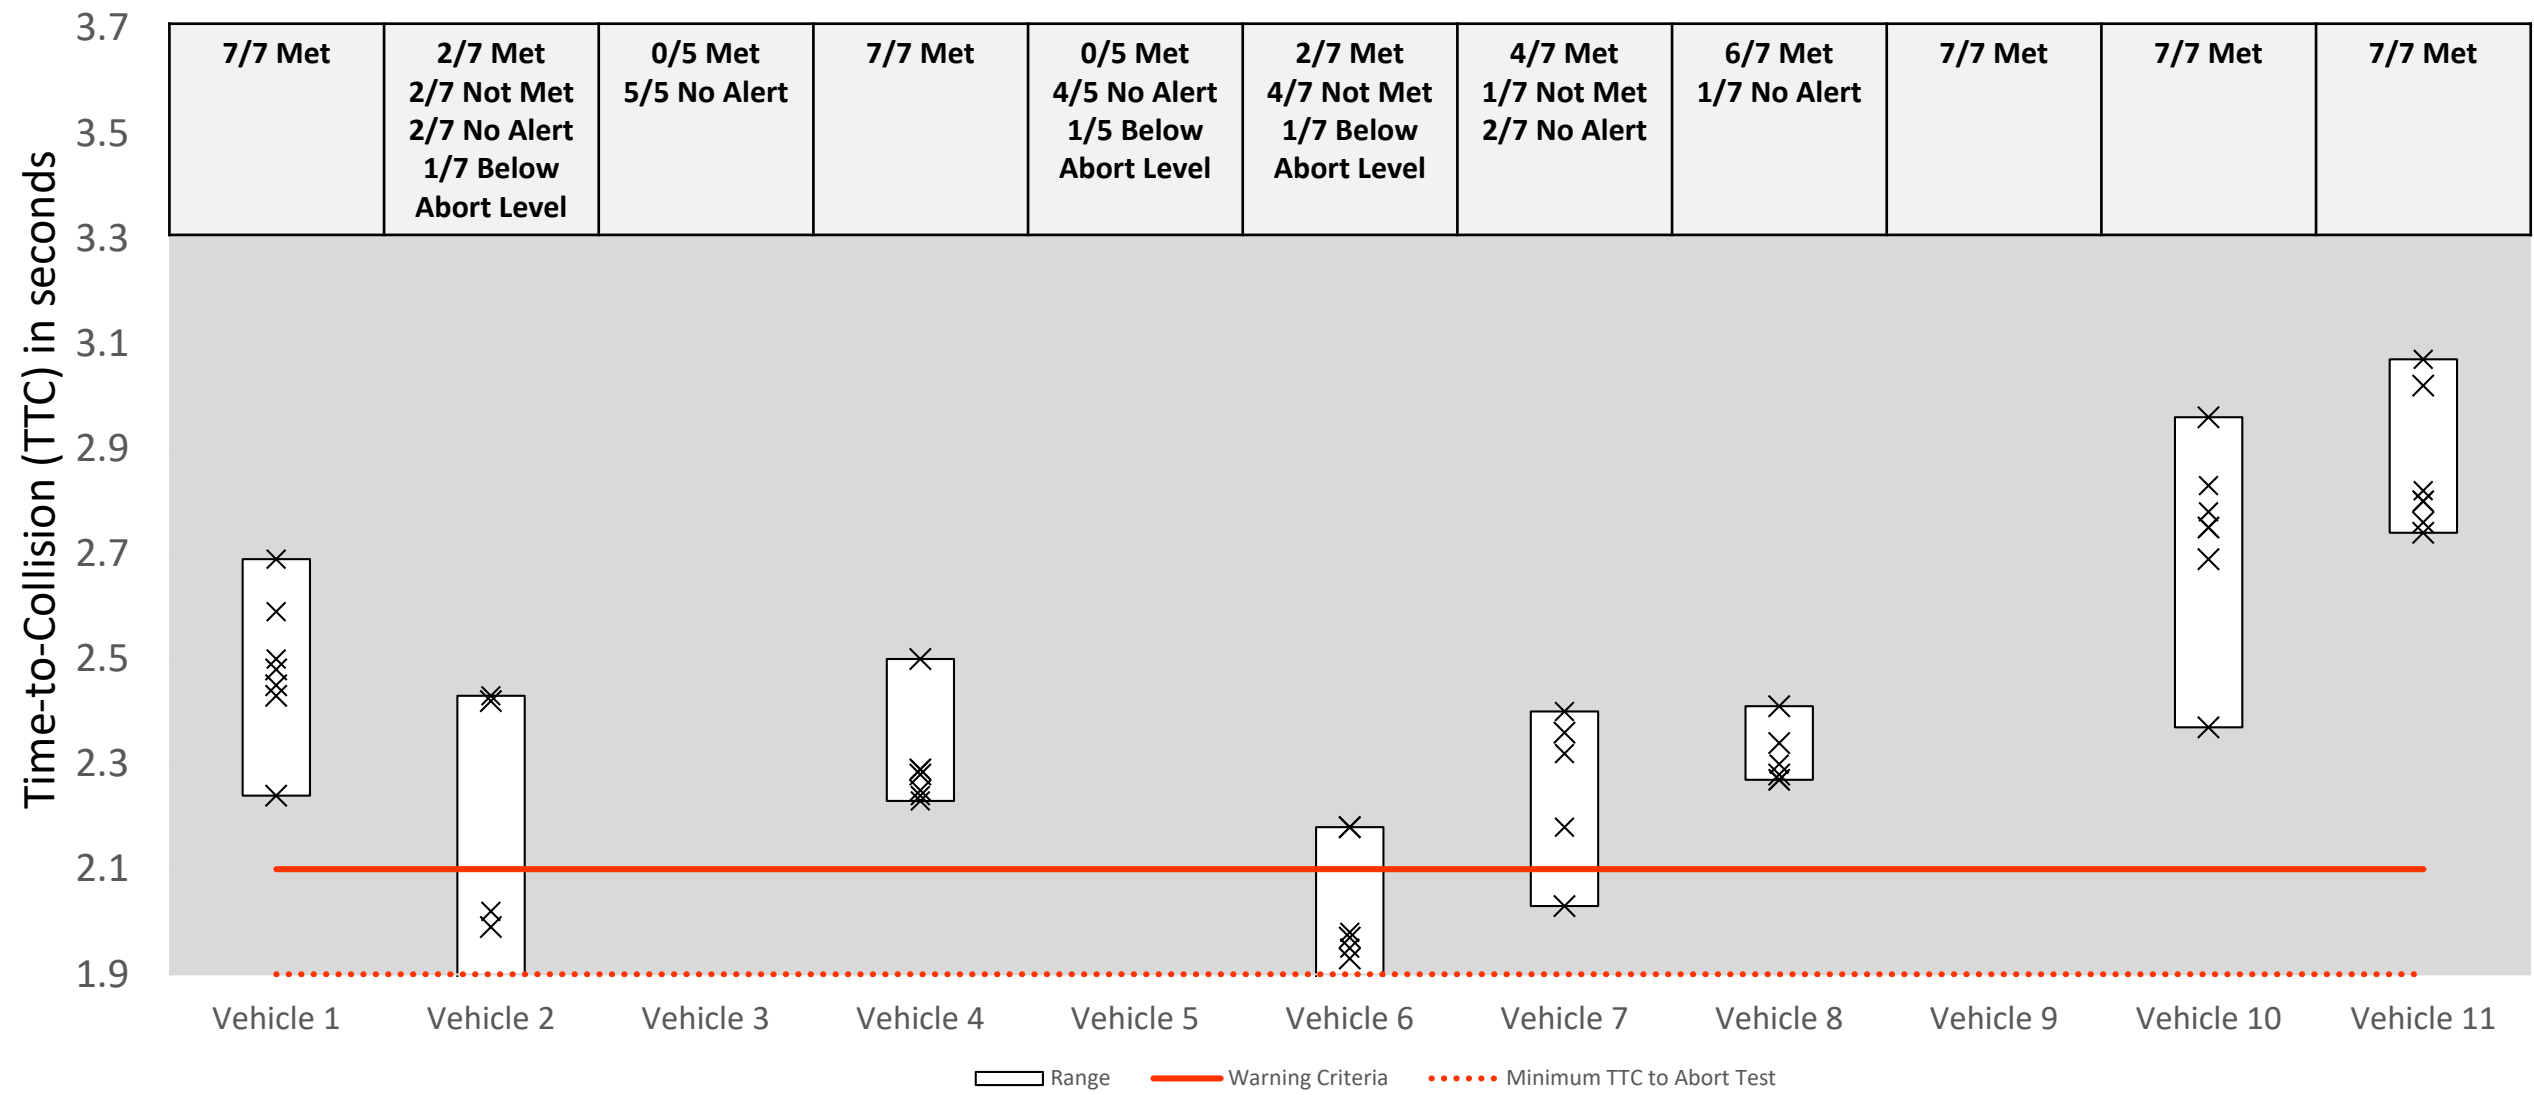 Time-to-Collision (TTC) in seconds
3.7
3.5
3.3
3.1
2.9
2.7
2.5
2.3
2.1
1.9
7/7 Met
2/7 Met
2/7 Not Met
2/7 No Alert
1/7 Below
Abort Level
0/5 Met
5/5 No Alert
7/7 Met
0/5 Met
4/5 No Alert
1/5 Below
Abort Level
2/7 Met
4/7 Not Met
1/7 Below
Abort Level
4/7 Met
1/7 Not Met
2/7 No Alert
6/7 Met
1/7 No Alert
7/7 Met
7/7 Met
7/7 Met
Vehicle 1
Vehicle 2
Vehicle 3
Vehicle 4
Vehicle 5
Vehicle 6
Vehicle 7
Vehicle 8
Vehicle 9
Vehicle 10
Vehicle 11
Range
Warning Criteria
Minimum TTC to Abort Test